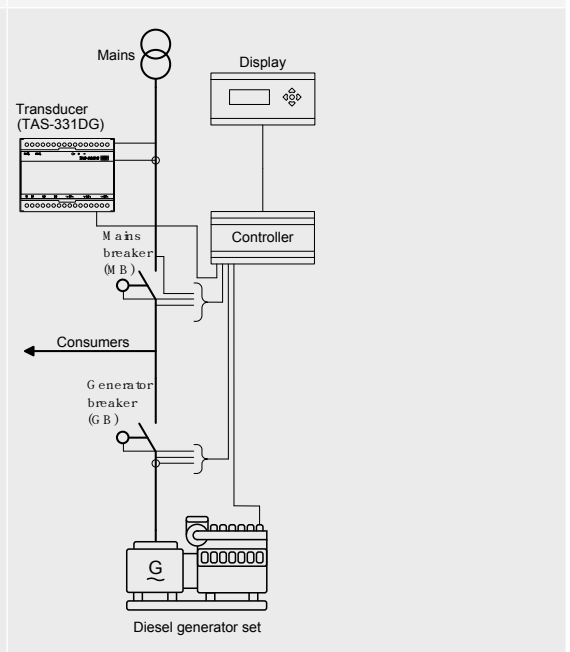 Mains
Display
Transducer
(TAS-331DG)
Controller
Mains
breaker
(MB)
Consumers
Generator
breaker
(GB)
G
Diesel generator set